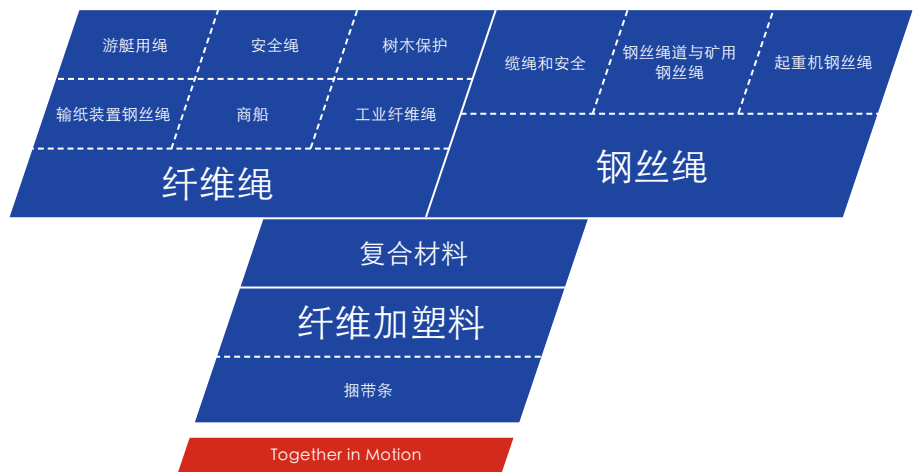 游艇用绳
安全绳
树木保护
输纸装置钢丝绳
商船
工业纤维绳
纤维绳
缆绳和安全
钢丝绳道与矿用
钢丝绳
起重机钢丝绳
钢丝绳
复合材料
纤维加塑料
捆带条
Together in Motion